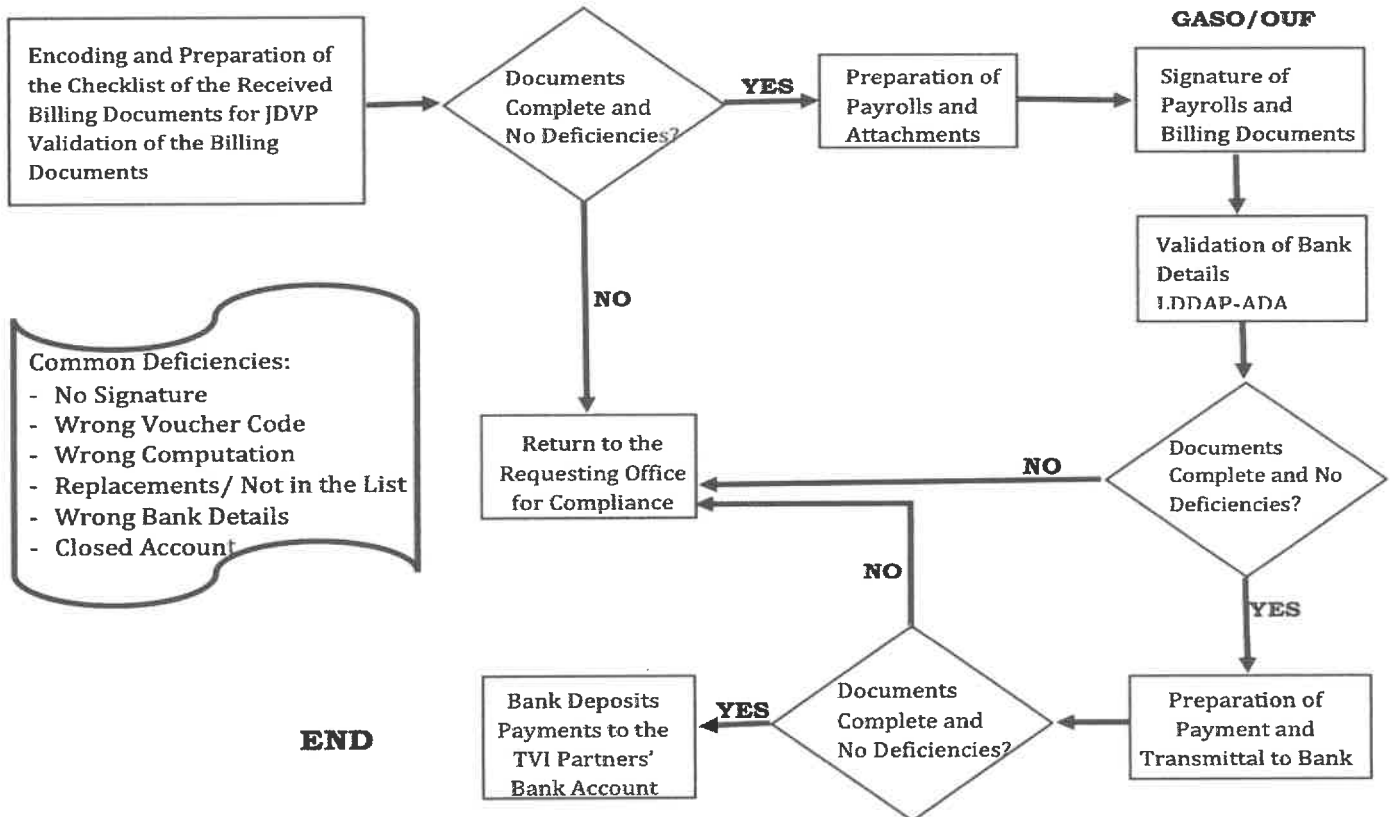 GASO/OUF
Encoding and Preparation of
the Checklist of the Received
Billing Documents for JDVP
Validation of the Billing
Documents
Documents
Complete and
No Deficiencies?
YES
Preparation of
Payrolls and
Attachments
Signature of
Payrolls and
Billing Documents
NO
Validation of Bank
Details
LDDAP-ADA
Common Deficiencies:
- No Signature
- Wrong Voucher Code
- Wrong Computation
- Replacements/ Not in the List
- Wrong Bank Details
- Closed Account
Return to the
Requesting Office
for Compliance
NO
Documents
Complete and No
Deficiencies?
NO
YES
END
Bank Deposits
Payments to the
TVI Partners'
Bank Account
YES
Documents
Complete and
No Deficiencies?
Preparation of
Payment and
Transmittal to Bank